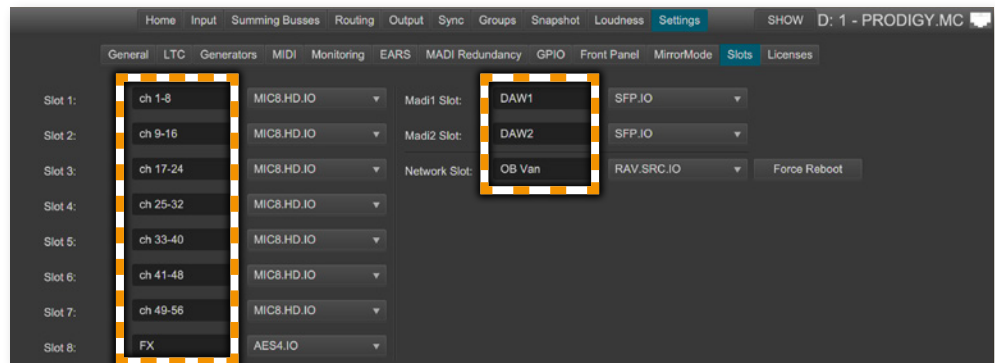 Home Input Summing Busses Routing Output Sync Groups Snapshot Loudness Settings SHOW D: 1 - PRODIGY.MC
General LTC Generators MIDI Monitoring EARS MADI Redundancy GPIO Front Panel MirrorMode Slots Licenses
Slot 1: ch 1-8 MIC8.HD.IO Madi1 Slot: DAW1 SFP.IO
Slot 2: ch 9-16 MIC8.HD.IO Madi2 Slot: DAW2 SFP.IO
Slot 3: ch 17-24 MIC8.HD.IO Network Slot: OB Van RAV.SRC.IO Force Reboot
Slot 4: ch 25-32 MIC8.HD.IO
Slot 5: ch 33-40 MIC8.HD.IO
Slot 6: ch 41-48 MIC8.HD.IO
Slot 7: ch 49-56 MIC8.HD.IO
Slot 8: FX AES4.IO